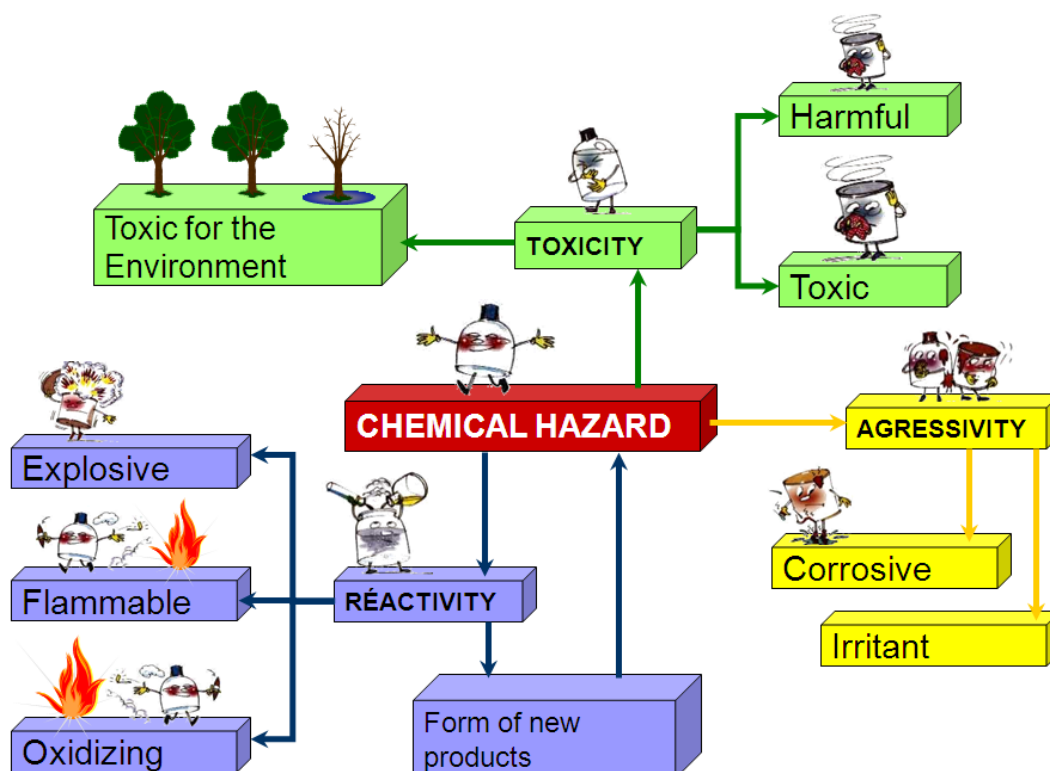 Harmful
Toxic for the
Environment
TOXICITY
Toxic
CHEMICAL HAZARD
AGRESSIVITY
Explosive
Corrosive
Flammable
RÉACTIVITY
Irritant
Form of new
products
Oxidizing